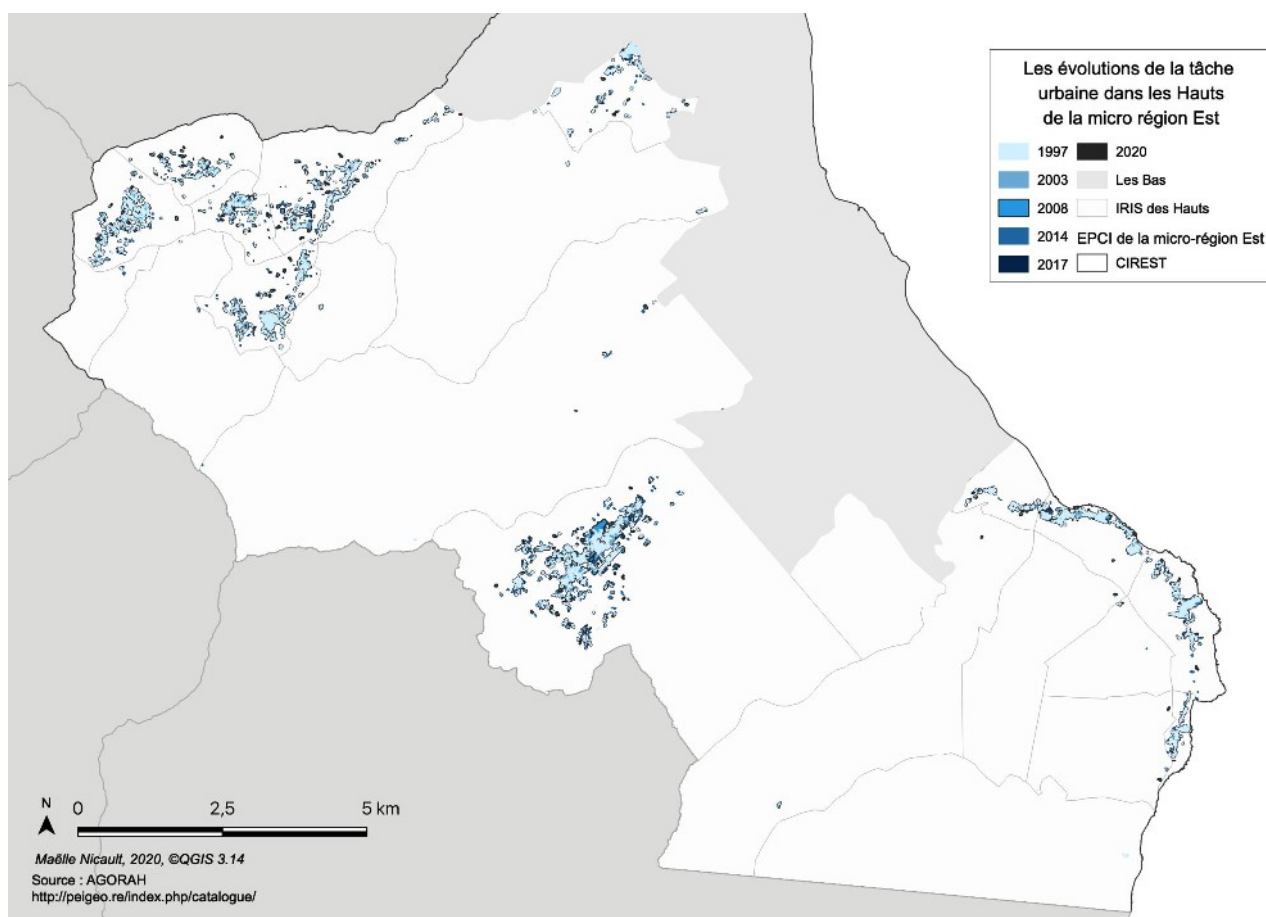 Les évolutions de la tâche
urbaine dans les Hauts
de la micro région Est
1997
2020
2003
Les Bas
2008
IRIS des Hauts
2014
EPCI de la micro-région Est
2017
CIREST
N
0 2,5 5 km
Maëlle Nicault, 2020, ©QGIS 3.14
Source : AGORAH
http://peigeo.re/index.php/catalogue/